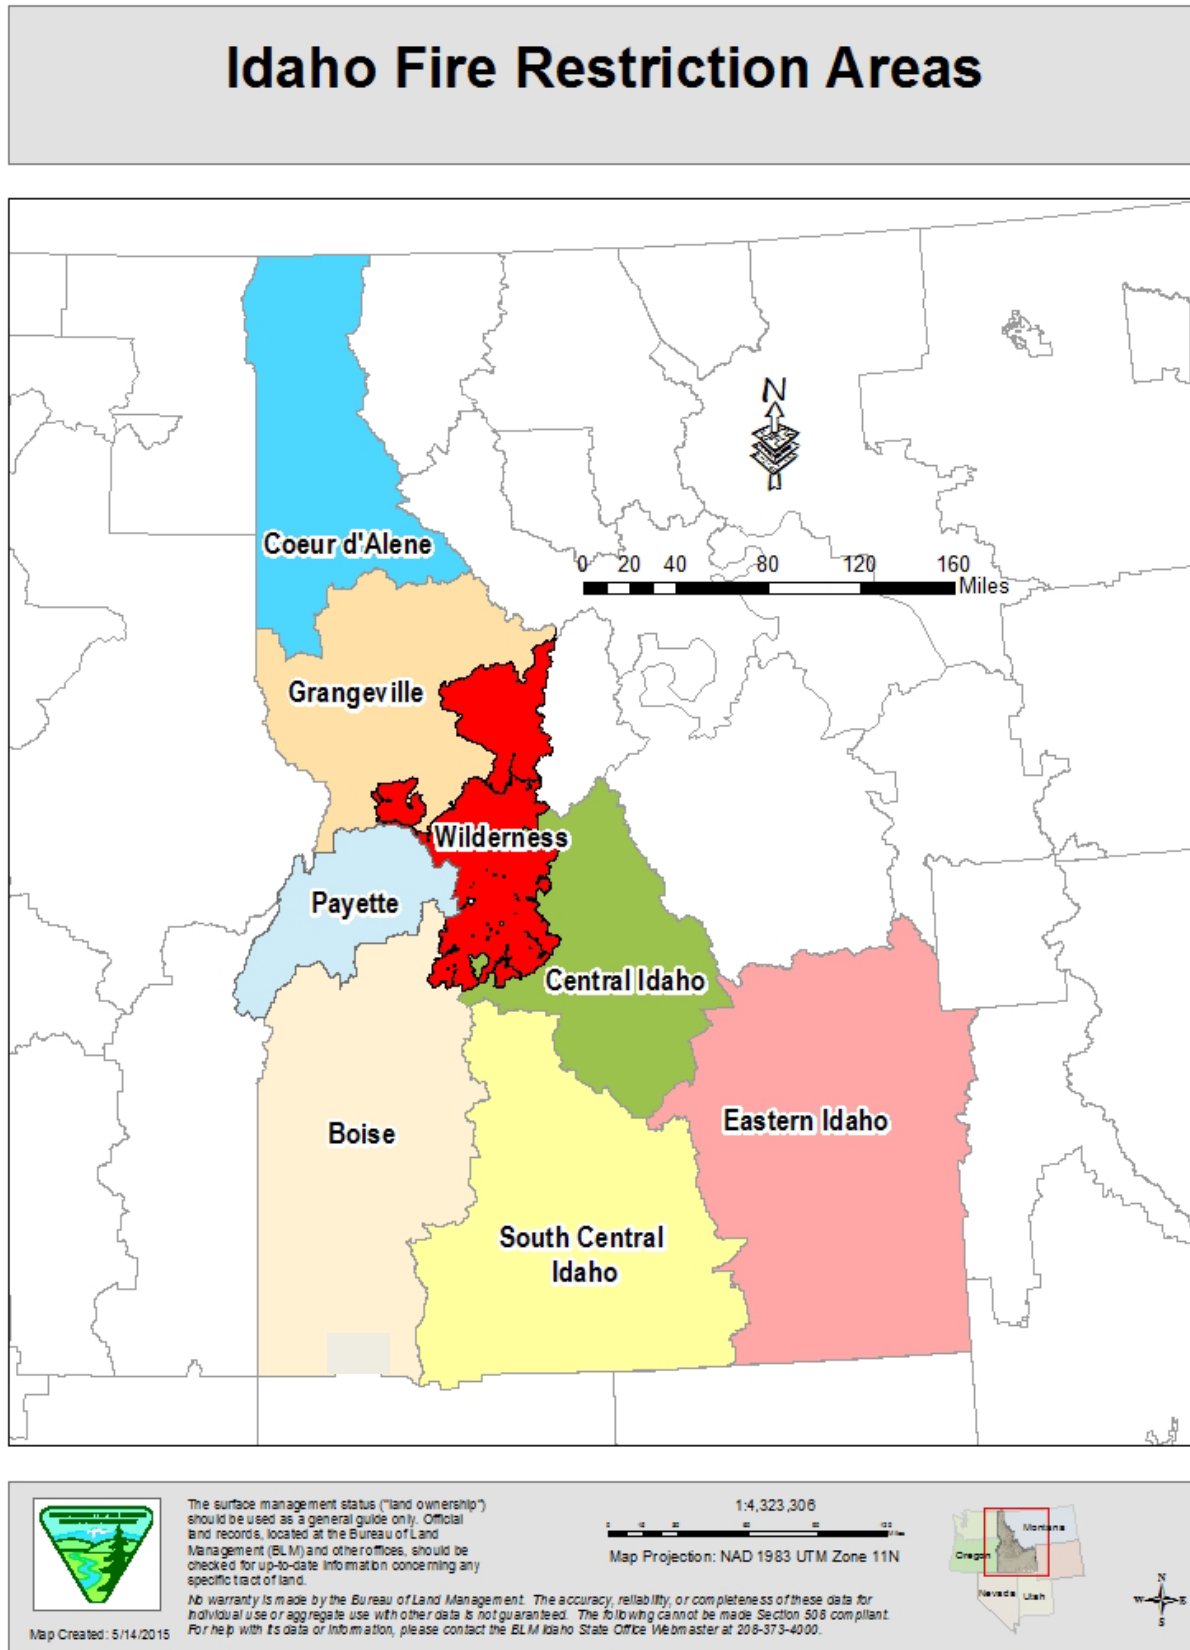 Idaho Fire Restriction Areas
N
Coeur d'Alene
0 20 40 80 120 160
Miles
Grangeville
Wilderness
Payette
Central Idaho
Eastern Idaho
Boise
South Central
Idaho
The surface management status ("land ownership")
should be used as a general guide only. Official
land records, located at the Bureau of Land
Management (BLM) and other offices, should be
checked for up-to-date information concerning any
specific tract of land.
No warranty is made by the Bureau of Land Management. The accuracy, reliability, or completeness of these data for
individual use or aggregate use with other data is not guaranteed. The following cannot be made Section 508 compliant.
For help with its data or information, please contact the BLM Idaho State Office Webmaster at 208-373-4000.
Map Created: 5/14/2015
1:4,323,306
Map Projection: NAD 1983 UTM Zone 11N
Montana
Oregon
Nevada
Utah
N
W E
S